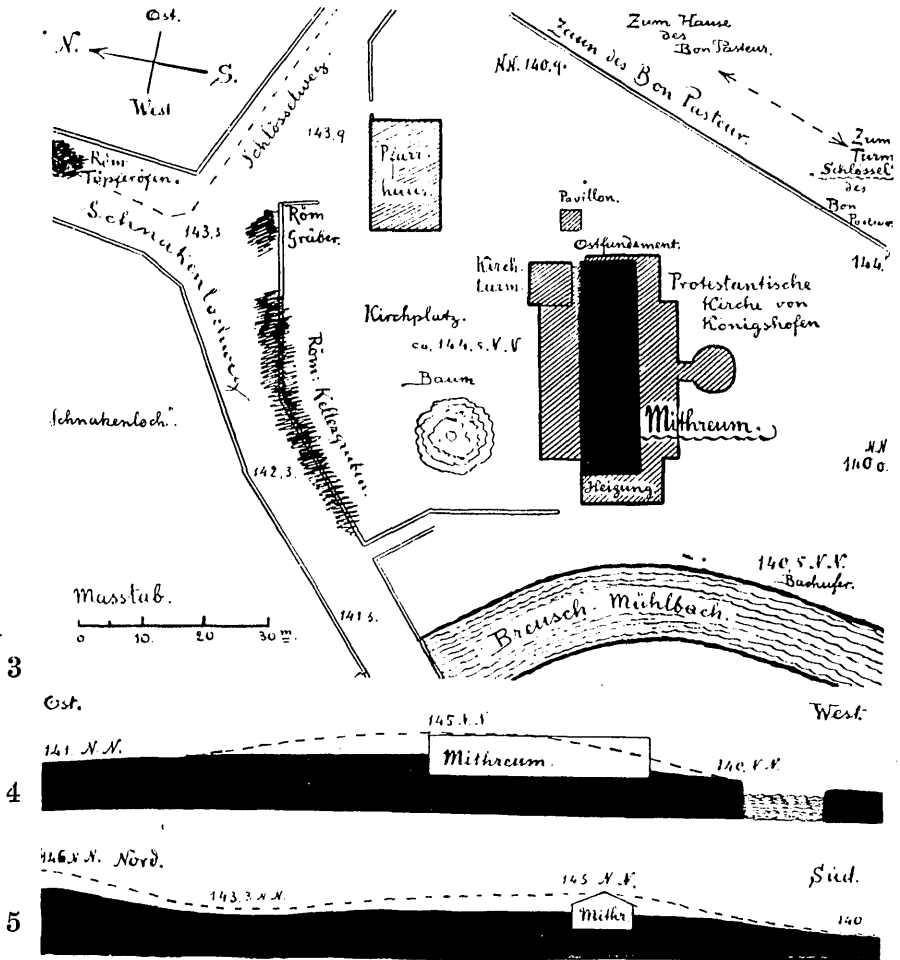 Ost.
N.
S.
West
Schlösselweg.
143.9
Zum Hause
des
Bon Pasteur.
NN. 140.9.
Zaun des Bon Pasteur.
Zum
Turm
Schlössel
des
Bon
Pasteur
144.
Röm.
Töpferöfen.
Schnakenlochweg
143,3
Röm
Gräber.
Pfarr-
haus.
Pavillon.
Ostfundament.
Kirch
turm.
Protestantische
Kirche von
Königshofen
Kirchplatz.
ca. 144,5. N.N
Baum
Röm. Kellergruben.
„Schnakenloch".
142,3.
Mithreum.
NN
140 0.
Heizung
140,5. N.N.
Bachufer.
Breusch. Mühlbach.
Masstab.
0 10. 20 30 m.
141 5.
3
Ost.
West.
145 N.N
141. N.N.
Mithreum.
140. N.N.
4
146 N N. Nord.
143.3 N N.
145 N N.
Süd.
Mithr.
140
5